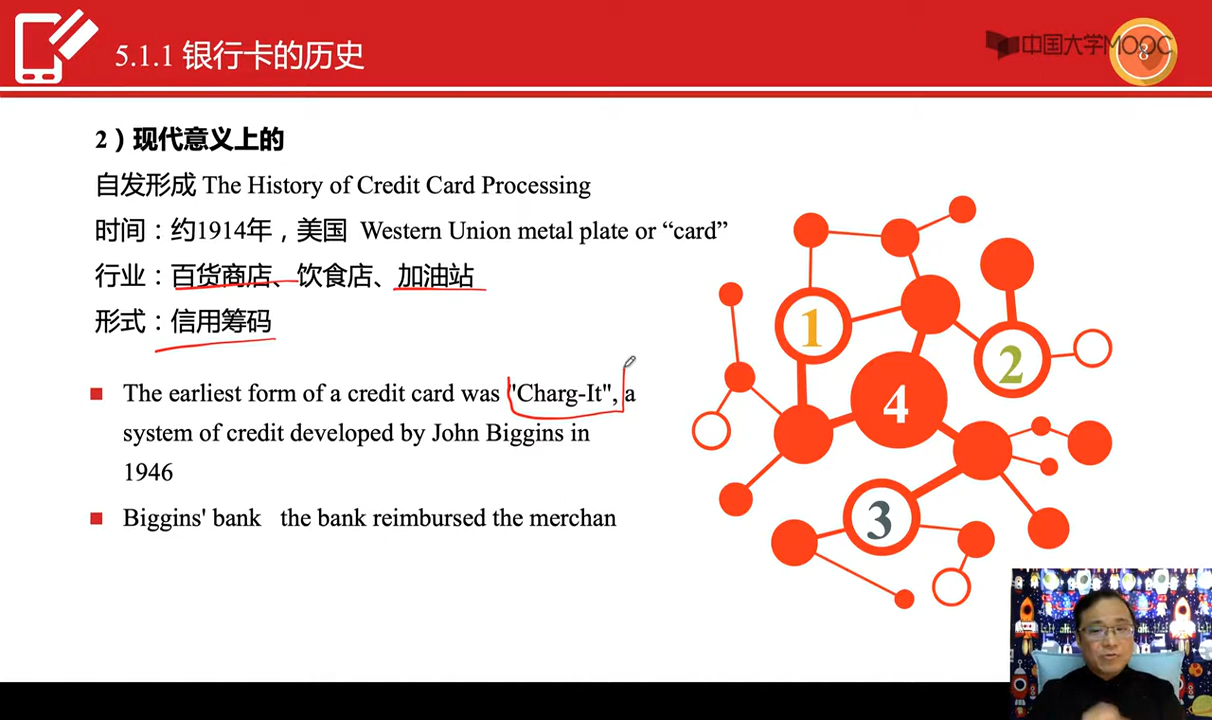 5.1.1 银行卡的历史
中国大学MOOC
8
2）现代意义上的
自发形成 The History of Credit Card Processing
时间：约1914年，美国 Western Union metal plate or “card”
行业：百货商店、饮食店、加油站
形式：信用筹码
The earliest form of a credit card was "Charg-It", a
system of credit developed by John Biggins in
1946
Biggins' bank the bank reimbursed the merchan
1
2
4
3